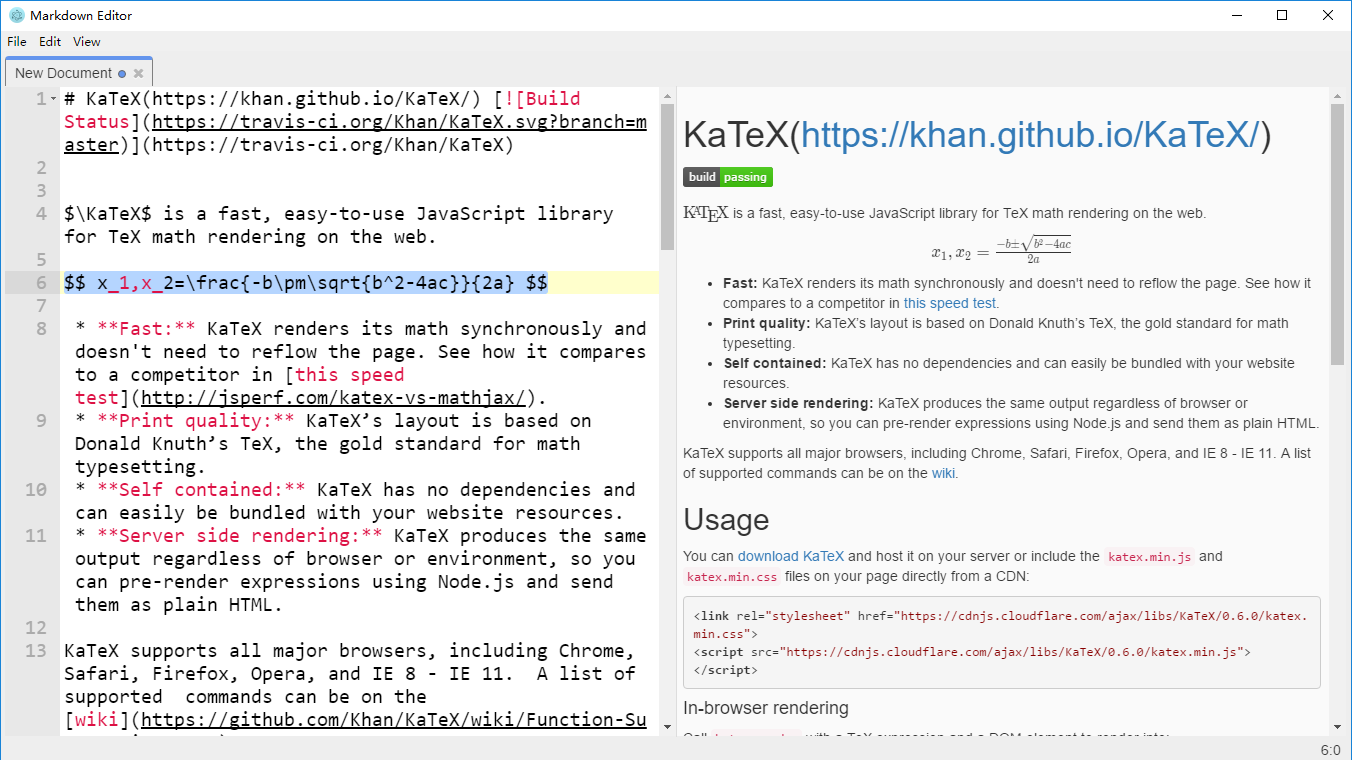 Markdown Editor
File Edit View
New Document
1 # KaTeX(https://khan.github.io/KaTeX/) [![Build
Status](https://travis-ci.org/Khan/KaTeX.svg?branch=m
aster)](https://travis-ci.org/Khan/KaTeX)
2
3
4 $\KaTeX$ is a fast, easy-to-use JavaScript library
for TeX math rendering on the web.
5
6 $$ x_1,x_2=\frac{-b\pm\sqrt{b^2-4ac}}{2a} $$
7
8 * **Fast:** KaTeX renders its math synchronously and
doesn't need to reflow the page. See how it compares
to a competitor in [this speed
test](http://jsperf.com/katex-vs-mathjax/).
9 * **Print quality:** KaTeX’s layout is based on
Donald Knuth’s TeX, the gold standard for math
typesetting.
10 * **Self contained:** KaTeX has no dependencies and
can easily be bundled with your website resources.
11 * **Server side rendering:** KaTeX produces the same
output regardless of browser or environment, so you
can pre-render expressions using Node.js and send
them as plain HTML.
12
13 KaTeX supports all major browsers, including Chrome,
Safari, Firefox, Opera, and IE 8 - IE 11.  A list of
supported  commands can be on the
[wiki](https://github.com/Khan/KaTeX/wiki/Function-Su
KaTeX(https://khan.github.io/KaTeX/)
build passing
KaTeX is a fast, easy-to-use JavaScript library for TeX math rendering on the web.
x₁, x₂ = (−b±√(b²−4ac))/2a
• Fast: KaTeX renders its math synchronously and doesn't need to reflow the page. See how it
compares to a competitor in this speed test.
• Print quality: KaTeX’s layout is based on Donald Knuth’s TeX, the gold standard for math
typesetting.
• Self contained: KaTeX has no dependencies and can easily be bundled with your website
resources.
• Server side rendering: KaTeX produces the same output regardless of browser or
environment, so you can pre-render expressions using Node.js and send them as plain HTML.
KaTeX supports all major browsers, including Chrome, Safari, Firefox, Opera, and IE 8 - IE 11. A list
of supported commands can be on the wiki.
Usage
You can download KaTeX and host it on your server or include the katex.min.js and
katex.min.css files on your page directly from a CDN:
<link rel="stylesheet" href="https://cdnjs.cloudflare.com/ajax/libs/KaTeX/0.6.0/katex.
min.css">
<script src="https://cdnjs.cloudflare.com/ajax/libs/KaTeX/0.6.0/katex.min.js">
</script>
In-browser rendering
with a TeX expression and a DOM element to render into:
6:0